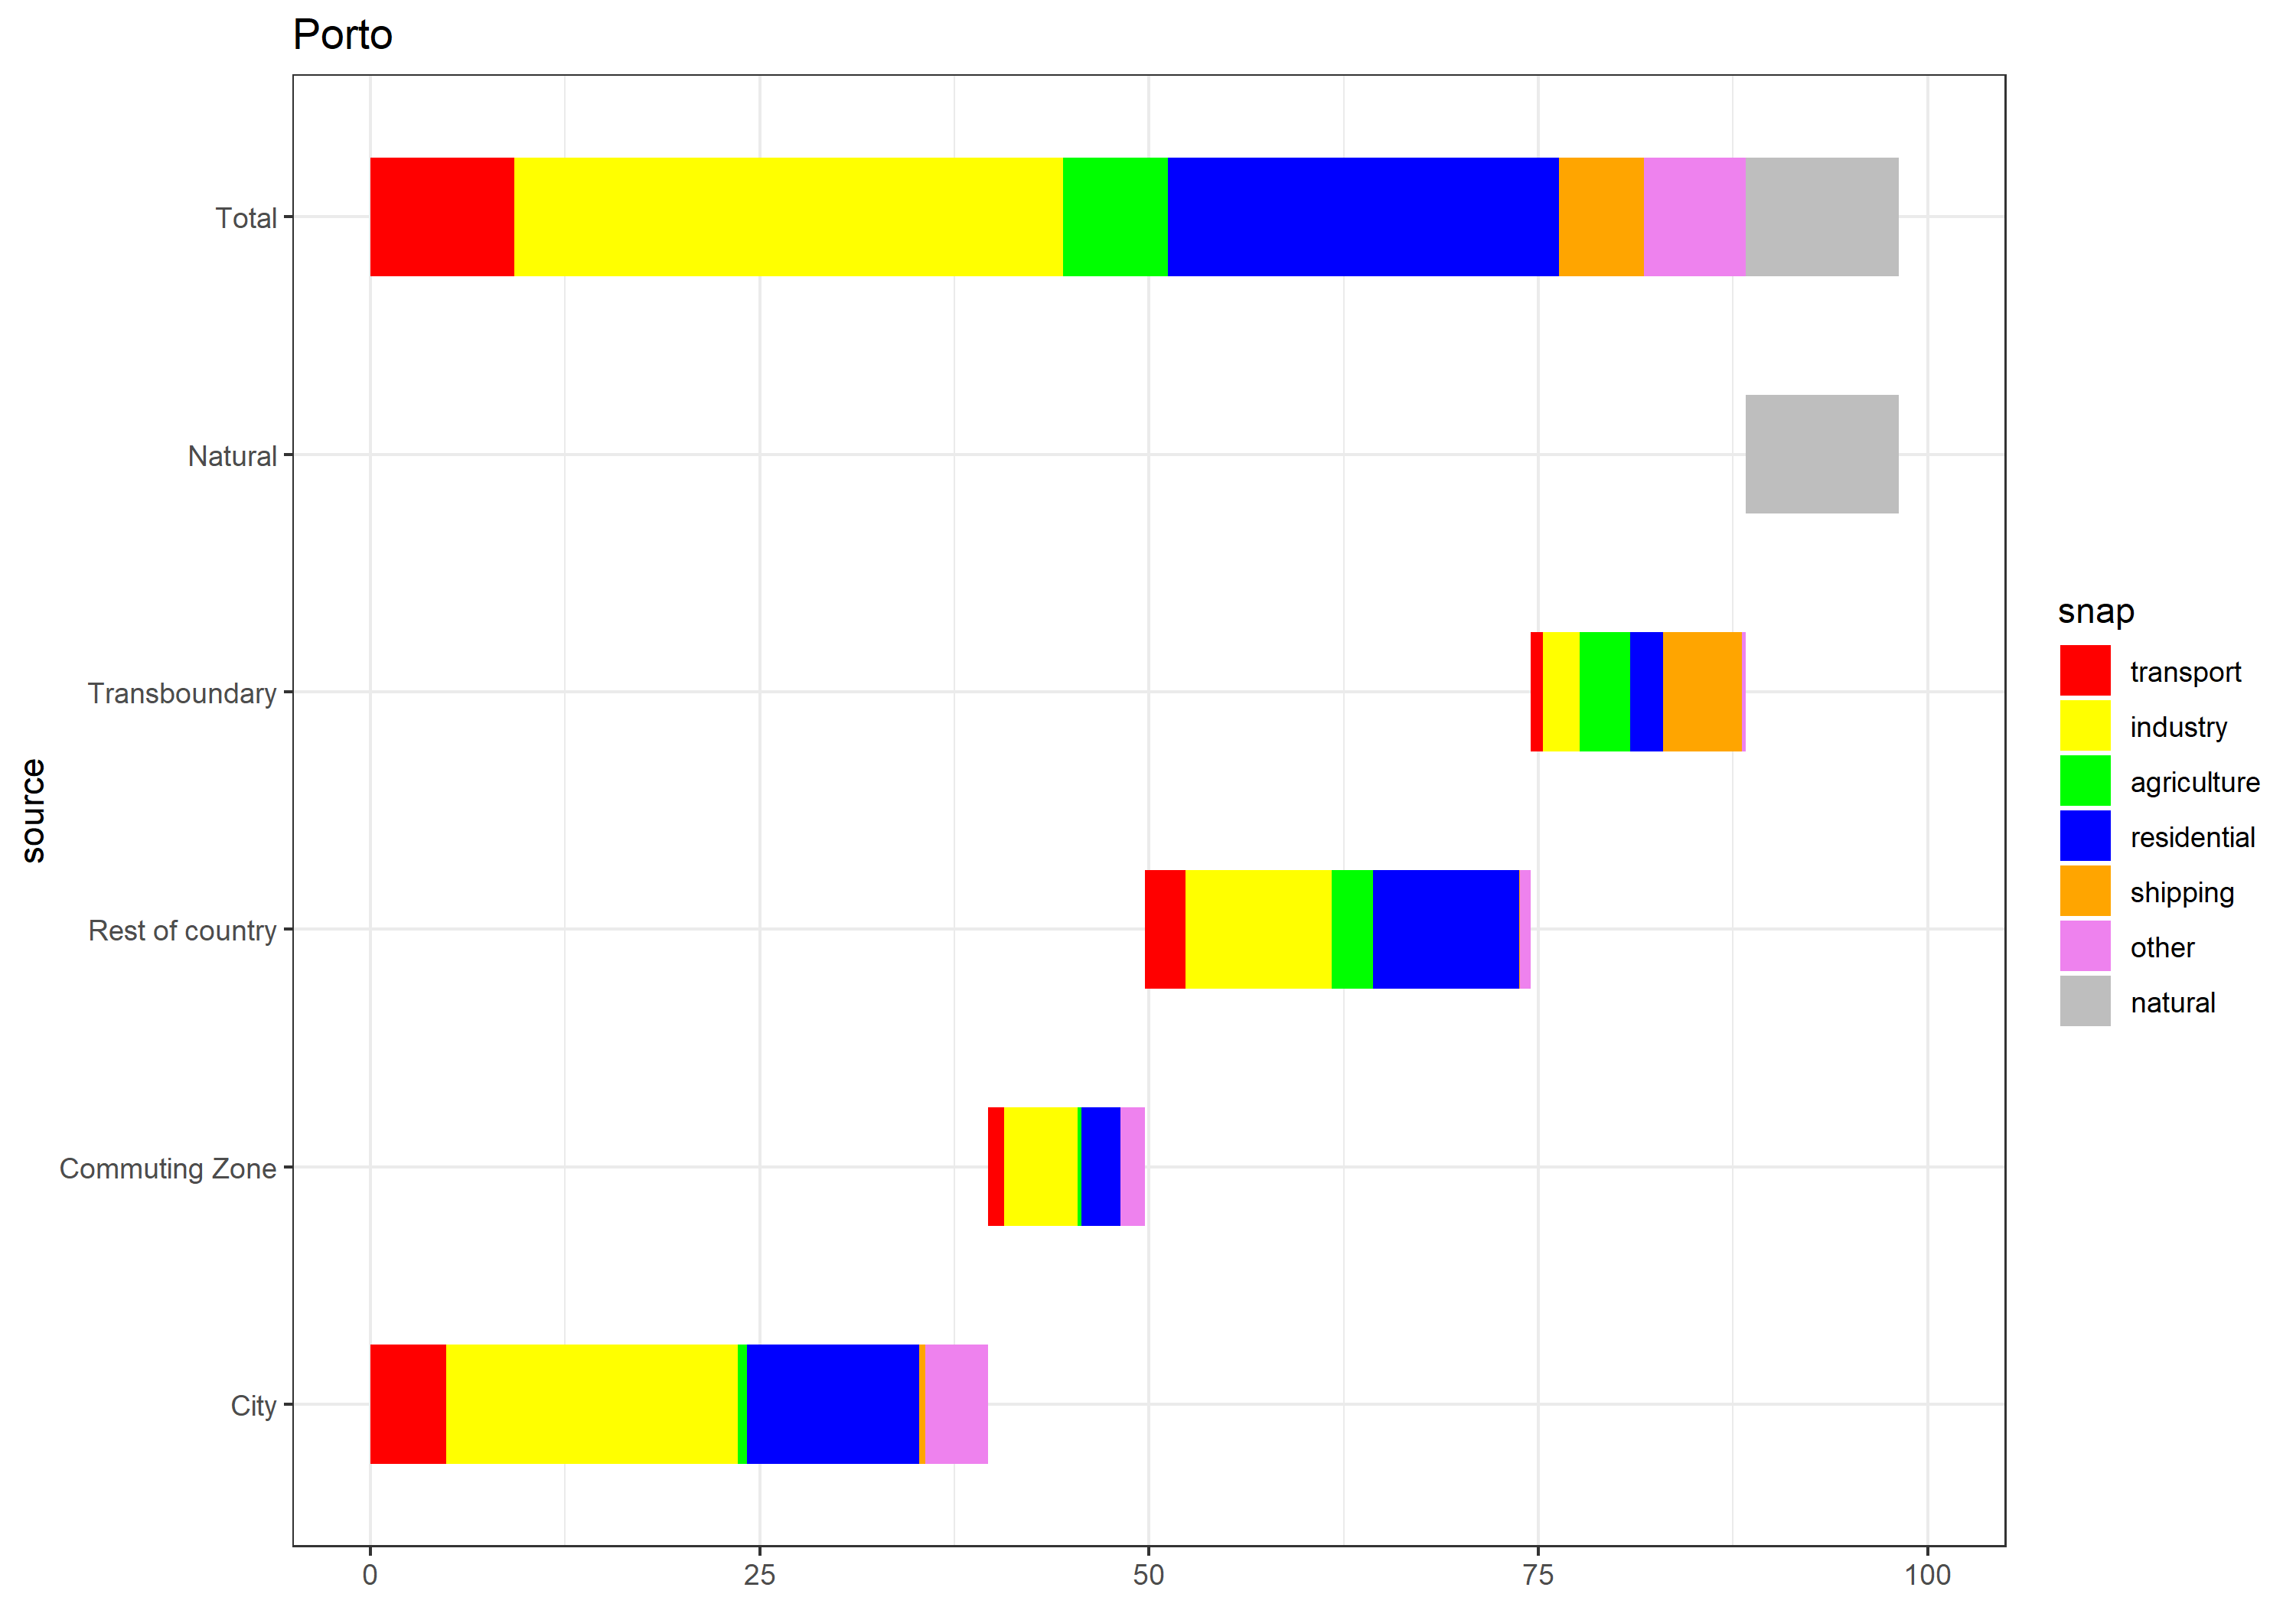 Porto
Total
Natural
Transboundary
Rest of country
Commuting Zone
City
source
0 25 50 75 100
snap
transport
industry
agriculture
residential
shipping
other
natural